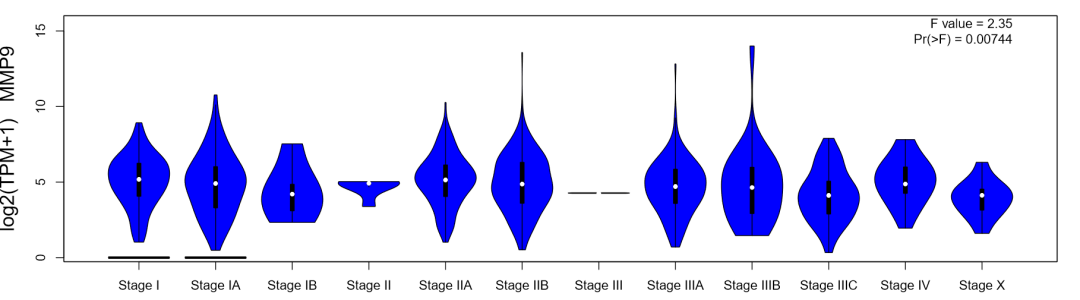 F value = 2.35
Pr(>F) = 0.00744
log2(TPM+1) MMP9
15
10
5
0
Stage I Stage IA Stage IB Stage II Stage IIA Stage IIB Stage III Stage IIIA Stage IIIB Stage IIIC Stage IV Stage X